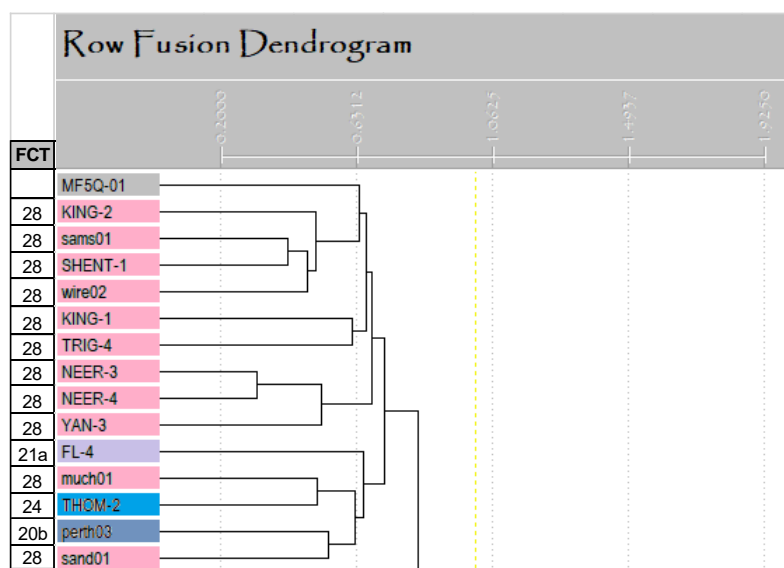 Row Fusion Dendrogram
0.2000 0.6312 1.0625 1.4937 1.9250
FCT
MF5Q-01
28 KING-2
28 sams01
28 SHENT-1
28 wire02
28 KING-1
28 TRIG-4
28 NEER-3
28 NEER-4
28 YAN-3
21a FL-4
28 much01
24 THOM-2
20b perth03
28 sand01